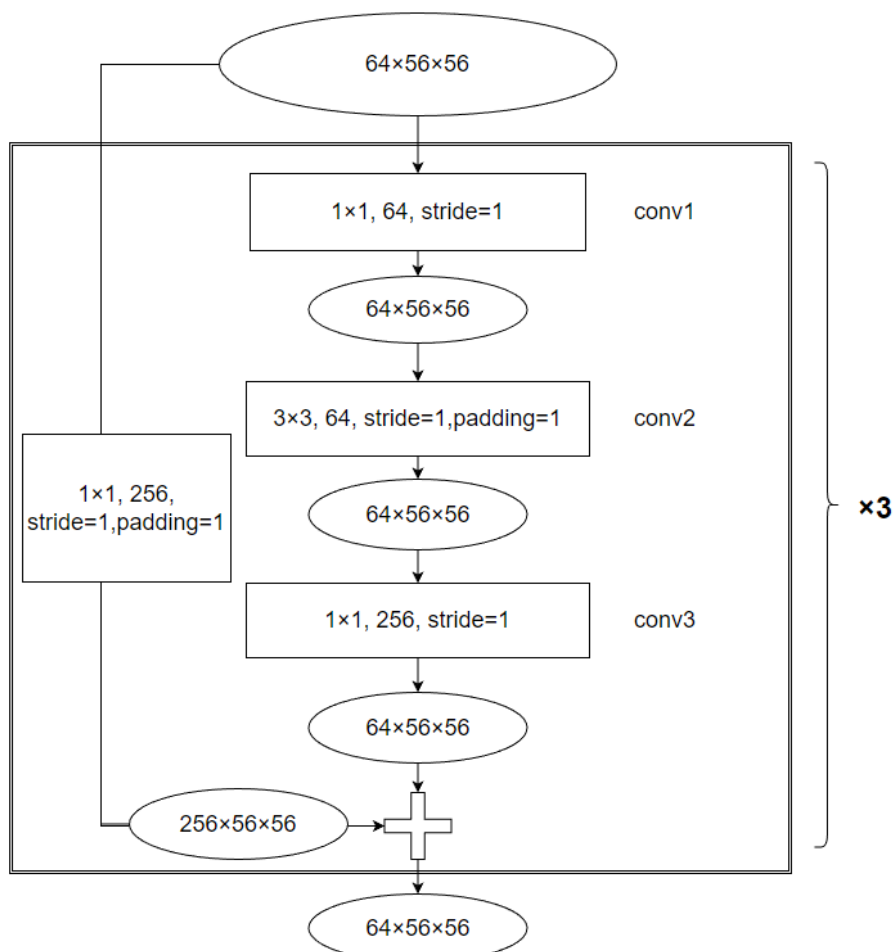 64×56×56
1×1, 64, stride=1
conv1
64×56×56
3×3, 64, stride=1,padding=1
conv2
1×1, 256,
stride=1,padding=1
64×56×56
×3
1×1, 256, stride=1
conv3
64×56×56
256×56×56
64×56×56